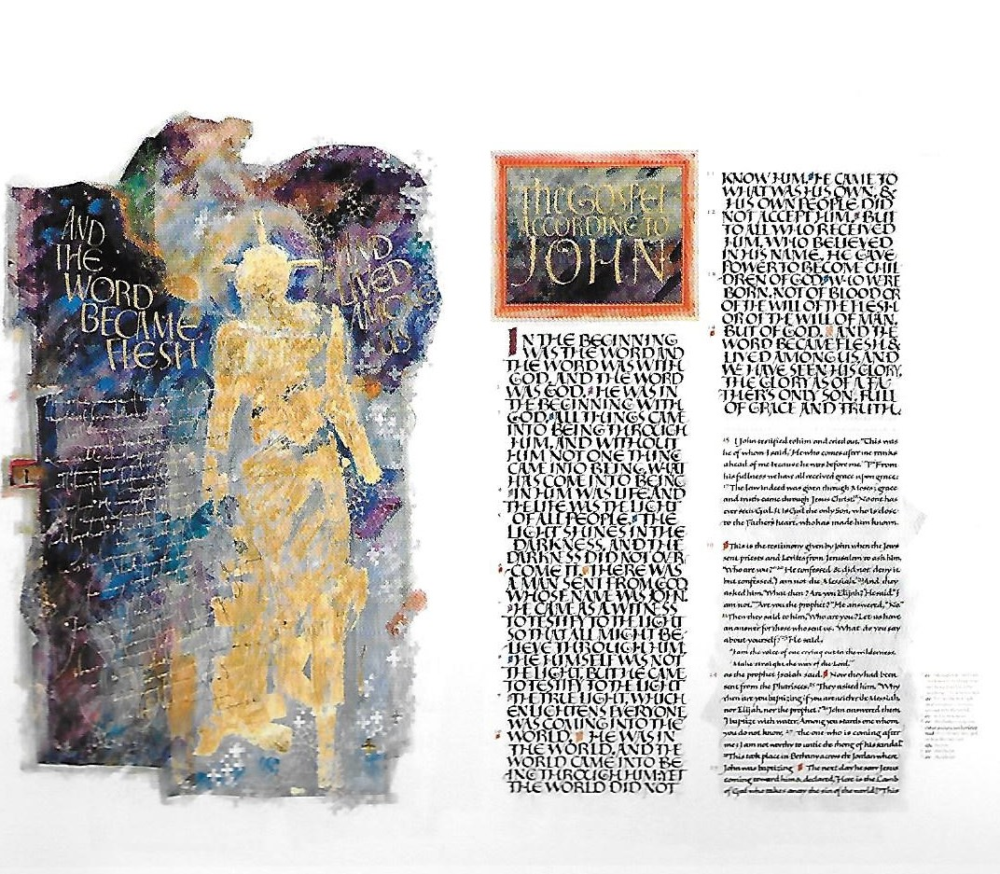 AND
THE
WORD
BECAME
FLESH
AND
LIVED
AMONG
US
THE GOSPEL
ACCORDING TO
JOHN
IN THE BEGINNING
WAS THE WORD AND
THE WORD WAS WITH
GOD, AND THE WORD
WAS GOD. HE WAS IN
THE BEGINNING WITH
GOD. ALL THINGS CAME
INTO BEING THROUGH
HIM, AND WITHOUT
HIM NOT ONE THING
CAME INTO BEING. WHAT
HAS COME INTO BEING
IN HIM WAS LIFE AND
THE LIFE WAS THE LIGHT
OF ALL PEOPLE. THE
LIGHT SHINES IN THE
DARKNESS, AND THE
DARKNESS DID NOT OVER
COME IT. THERE WAS
A MAN SENT FROM GOD
WHOSE NAME WAS JOHN.
HE CAME AS A WITNESS
TO TESTIFY TO THE LIGHT
SO THAT ALL MIGHT BE
LIEVE THROUGH HIM.
HE HIMSELF WAS NOT
THE LIGHT, BUT HE CAME
TO TESTIFY TO THE LIGHT
THE TRUE LIGHT, WHICH
ENLIGHTENS EVERYONE
WAS COMING INTO THE
WORLD. HE WAS IN
THE WORLD, AND THE
WORLD CAME INTO BE
ING THROUGH HIM; YET
THE WORLD DID NOT
KNOW HIM. HE CAME TO
WHAT WAS HIS OWN, &
HIS OWN PEOPLE DID
NOT ACCEPT HIM. BUT
TO ALL WHO RECEIVED
HIM, WHO BELIEVED
IN HIS NAME, HE GAVE
POWER TO BECOME CHIL
DREN OF GOD, WHO WERE
BORN, NOT OF BLOOD OR
OF THE WILL OF THE FLESH
OR OF THE WILL OF MAN,
BUT OF GOD. AND THE
WORD BECAME FLESH &
LIVED AMONG US AND
WE HAVE SEEN HIS GLORY,
THE GLORY AS OF A FA
THER'S ONLY SON, FULL
OF GRACE AND TRUTH.
15 (John testified to him and cried out, "This was
he of whom I said, 'He who comes after me ranks
ahead of me because he was before me.'") 16 From
his fullness we have all received, grace upon grace.
17 The law indeed was given through Moses; grace
and truth came through Jesus Christ. 18 No one has
ever seen God. It is God the only Son, who is close
to the Father's heart, who has made him known.
19 This is the testimony given by John when the Jews
sent priests and Levites from Jerusalem to ask him,
"Who are you?" 20 He confessed & did not deny it,
but confessed, "I am not the Messiah." 21 And they
asked him, "What then? Are you Elijah?" He said, "I
am not." "Are you the prophet?" He answered, "No."
22 Then they said to him, "Who are you? Let us have
an answer for those who sent us. What do you say
about yourself?" 23 He said,
"I am the voice of one crying out in the wilderness,
'Make straight the way of the Lord,'"
as the prophet Isaiah said. 24 Now they had been
sent from the Pharisees. 25 They asked him, "Why
then are you baptizing if you are neither the Messiah,
nor Elijah, nor the prophet?" 26 John answered them,
"I baptize with water. Among you stands one whom
you do not know, 27 the one who is coming after
me; I am not worthy to untie the thong of his sandal."
28 This took place in Bethany across the Jordan where
John was baptizing. 29 The next day he saw Jesus
coming toward him & declared, "Here is the Lamb
of God who takes away the sin of the world! 30 This